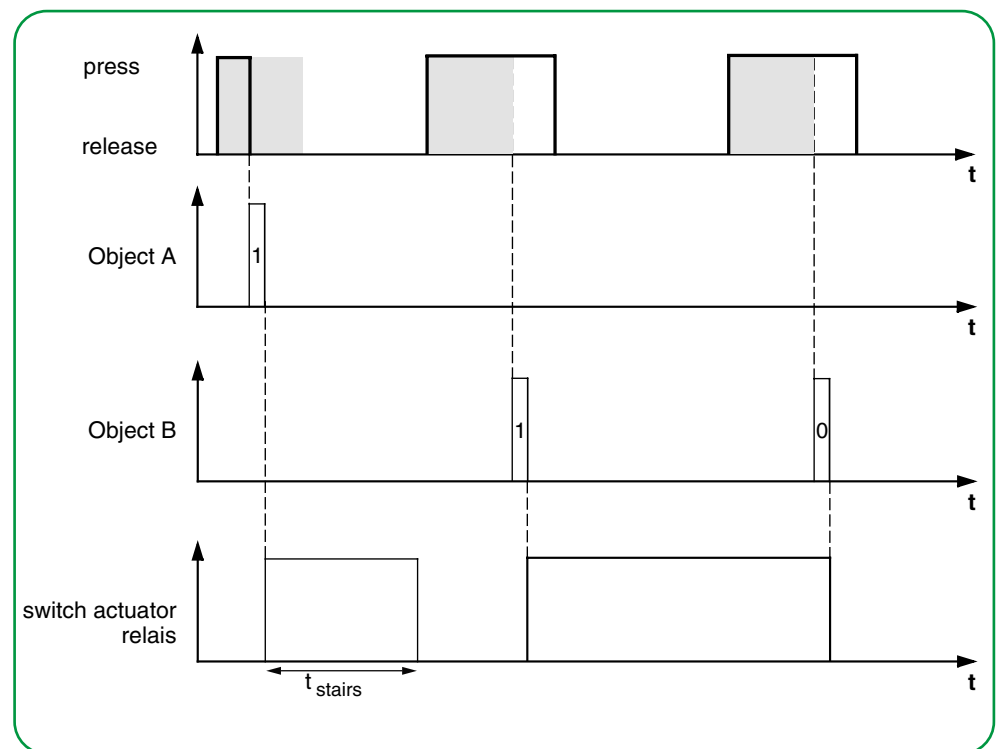 press
release
t
Object A
1
t
Object B
1
0
t
switch actuator
relais
t stairs
t